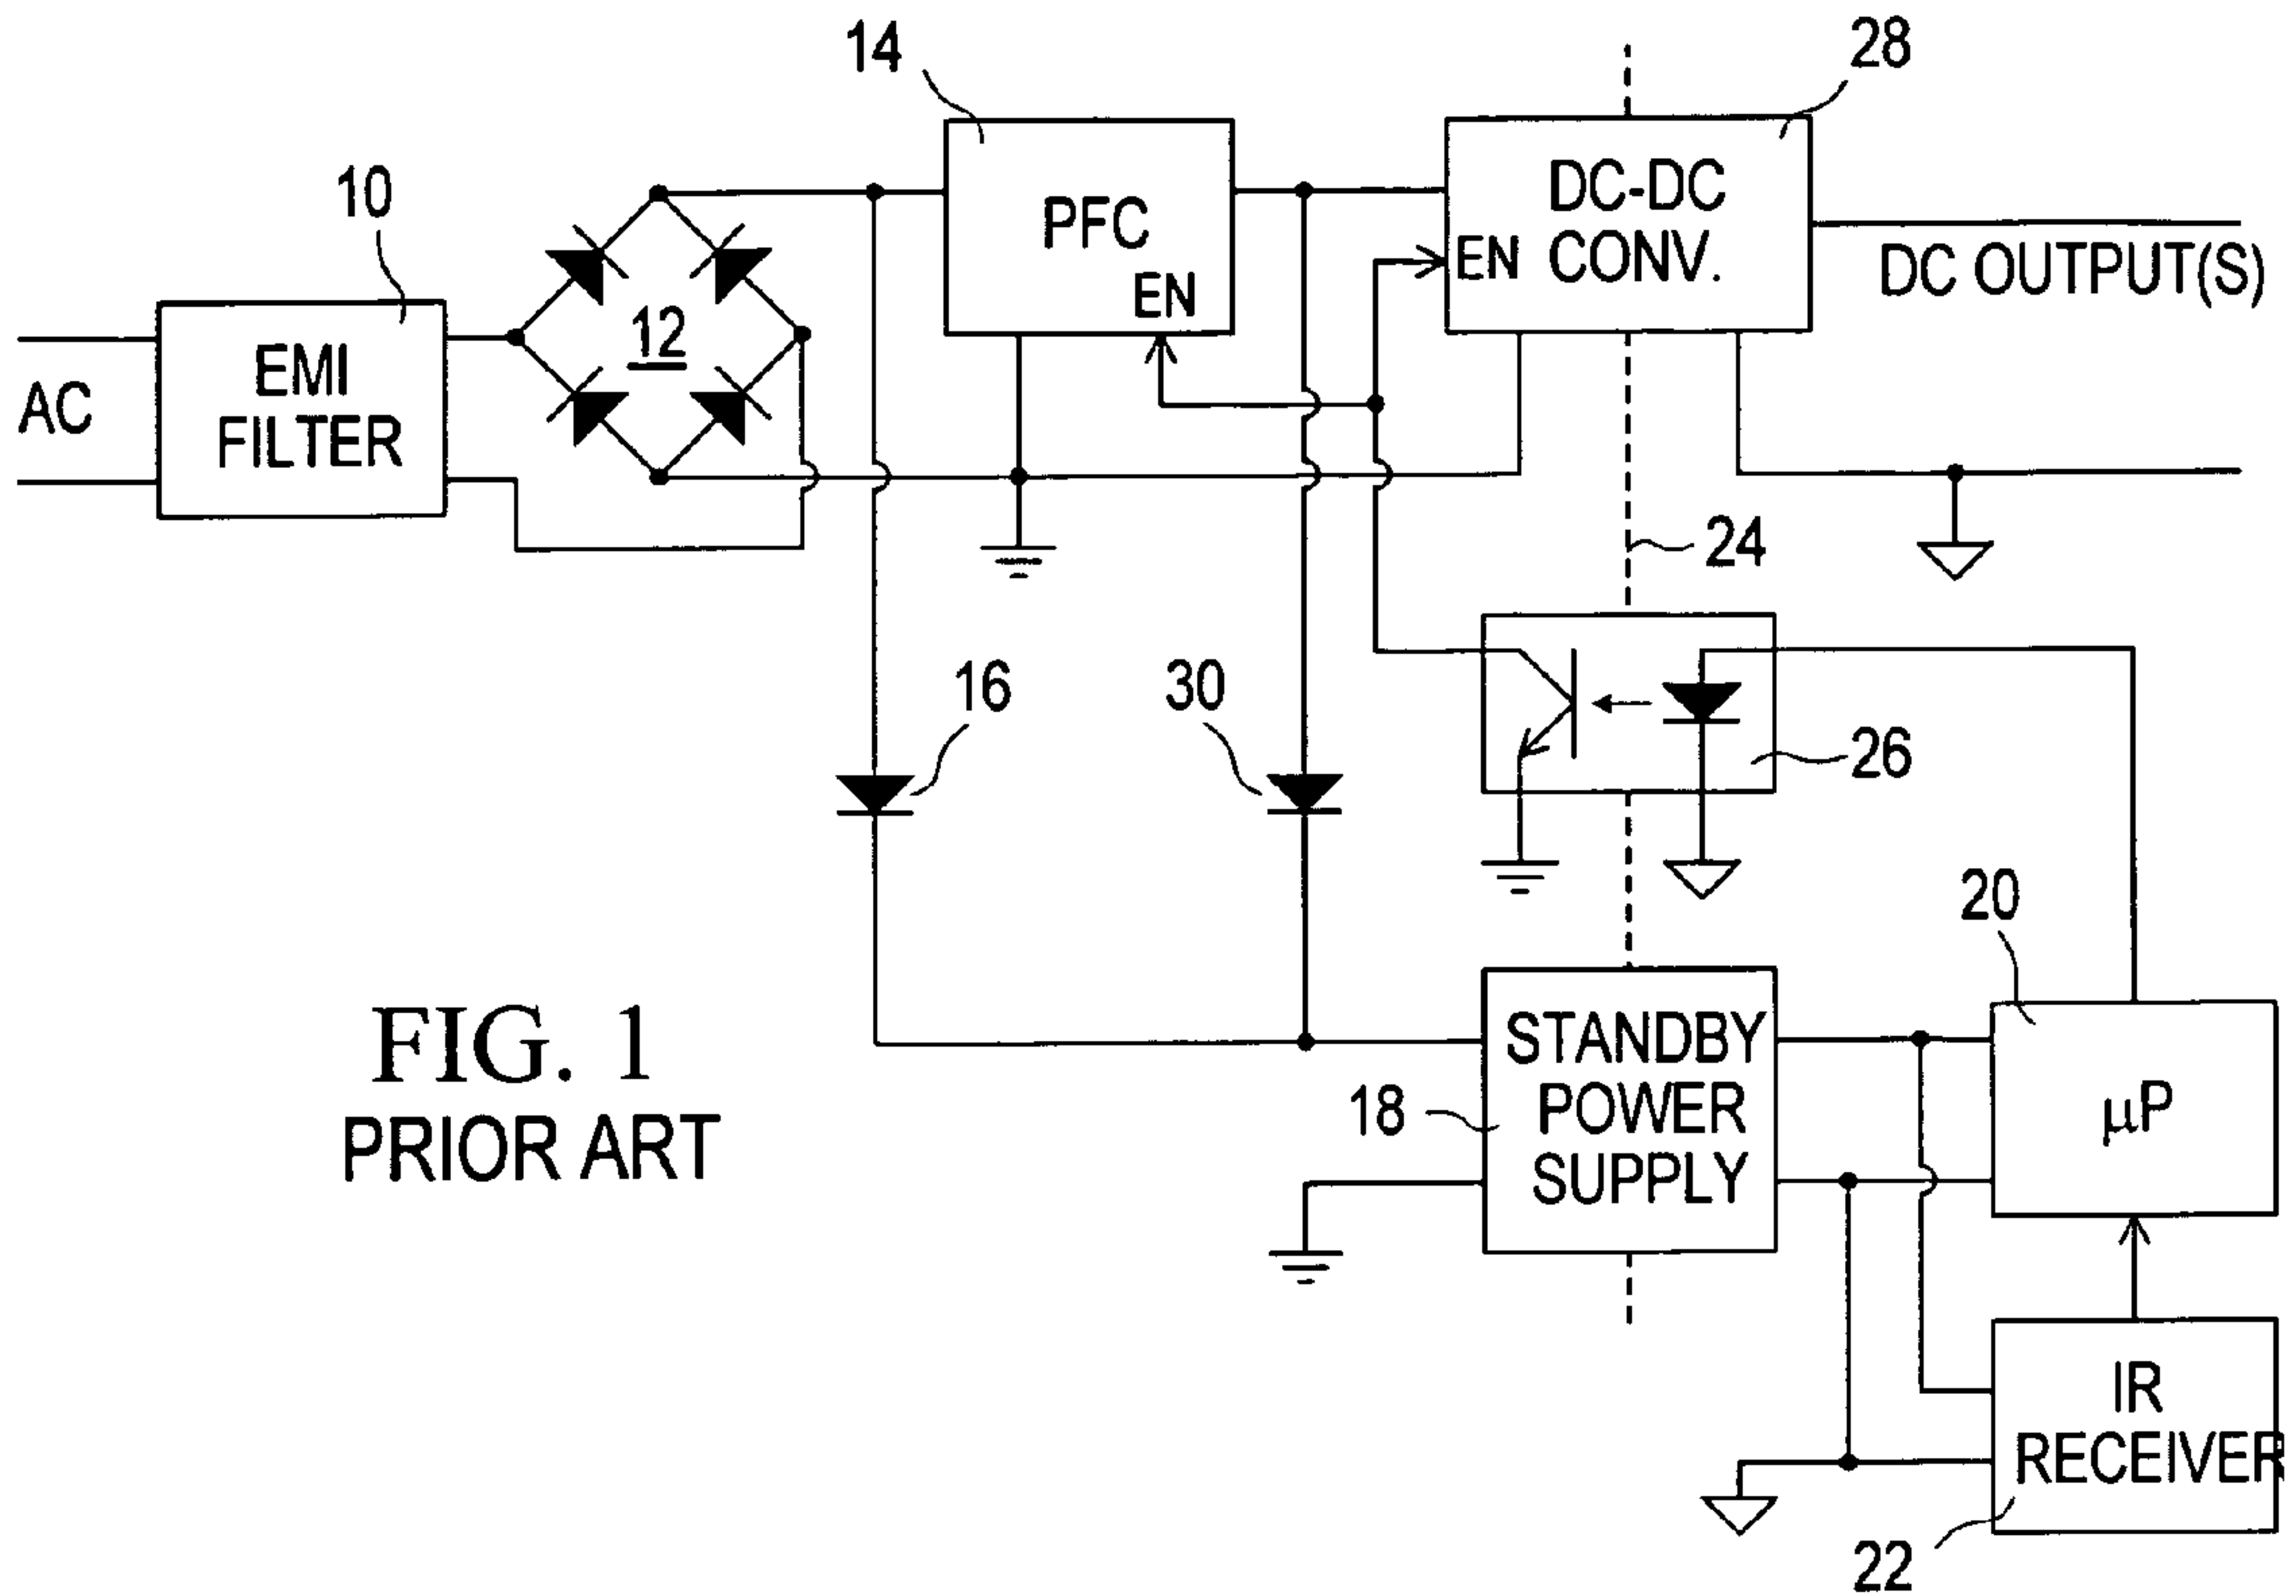 14
28
10
PFC
EN
DC-DC
CONV.
EN
DC OUTPUT(S)
12
AC
EMI
FILTER
24
16
30
26
20
FIG. 1
PRIOR ART
18
STANDBY
POWER
SUPPLY
µP
IR
RECEIVER
22